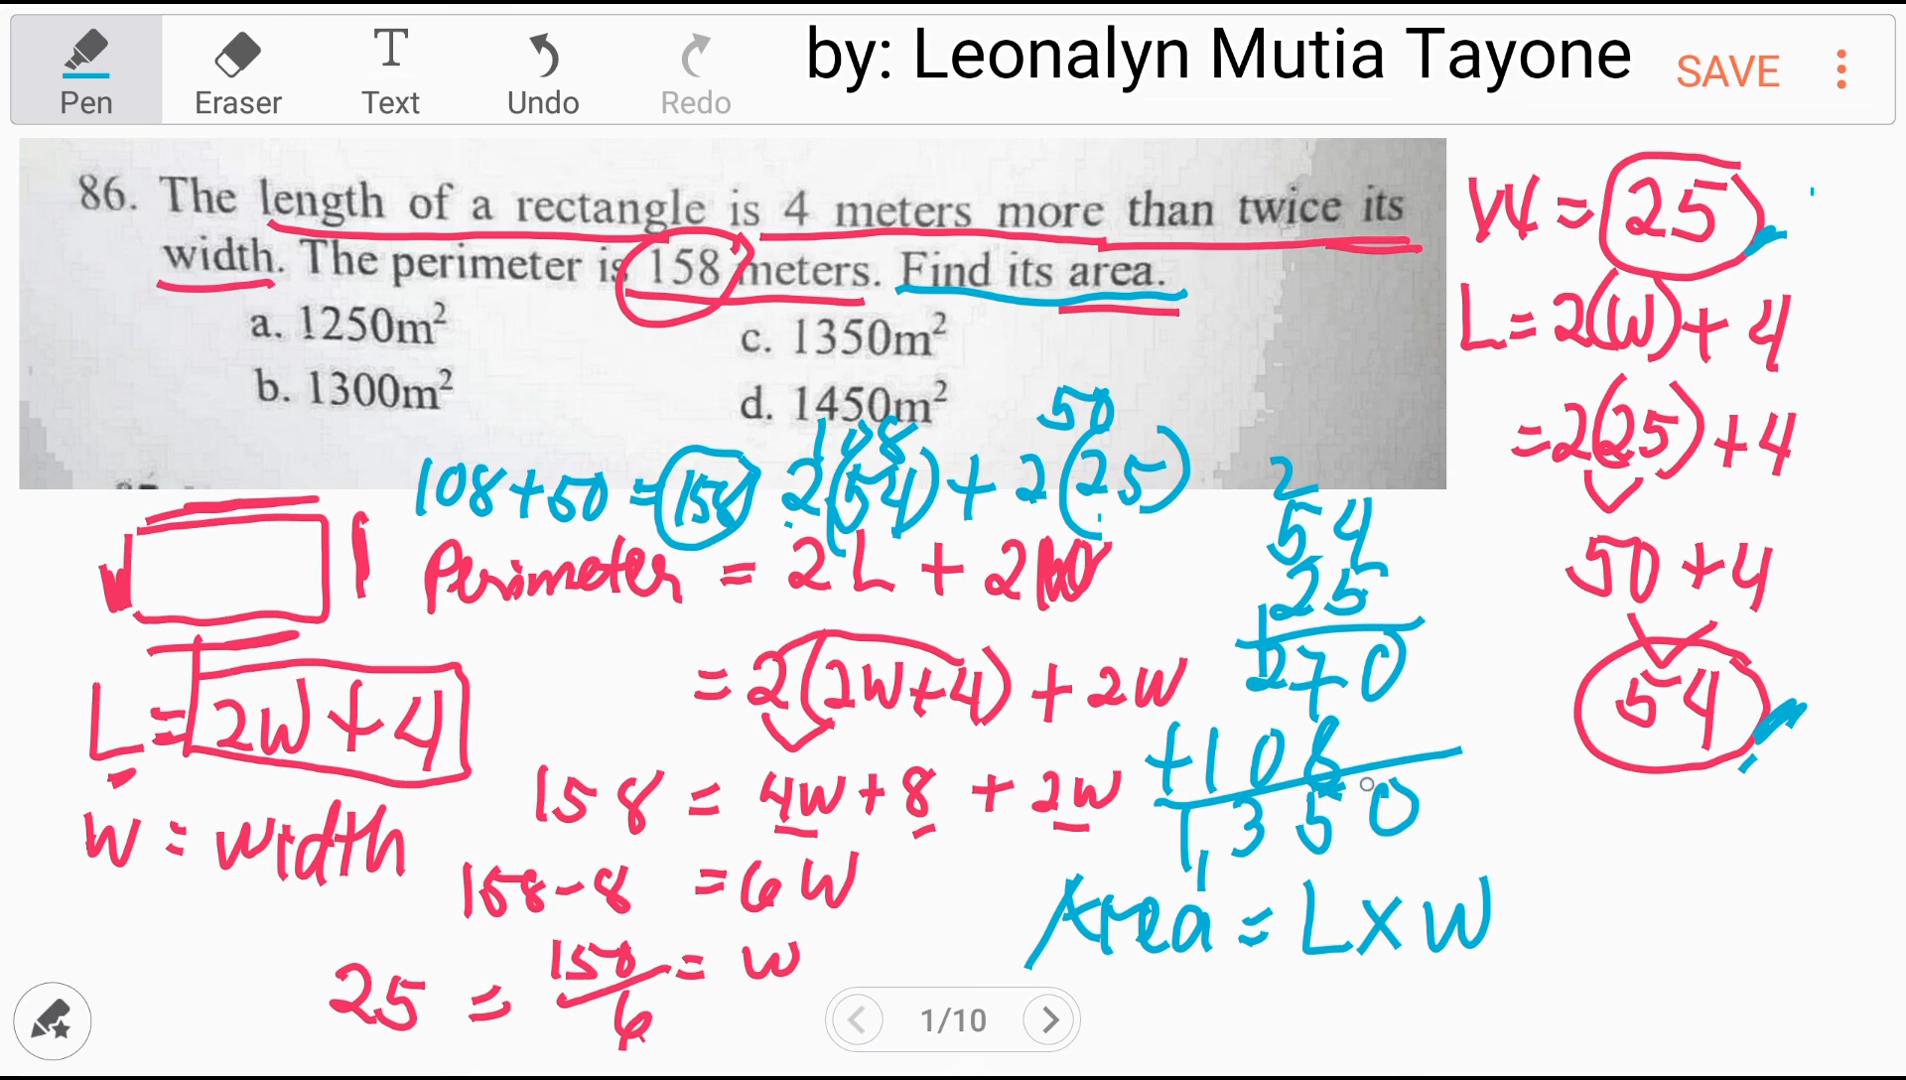 by: Leonalyn Mutia Tayone
SAVE
Pen
Eraser
Text
Undo
Redo
86. The length of a rectangle is 4 meters more than twice its
width. The perimeter is 158 meters. Find its area.
a. 1250m²
c. 1350m²
b. 1300m²
d. 1450m²
W = 25
L = 2(W) + 4
= 2(25) + 4
50 + 4
54
108 50
108 + 50 = 158 2(54) + 2(25)
W
Perimeter = 2L + 2W
= 2(2W+4) + 2W
L = 2W + 4
158 = 4W + 8 + 2W
W = width
158 - 8 = 6W
25 = 150/6 = W
2
54
25
270
+108
1,350
Area = L x W
1/10